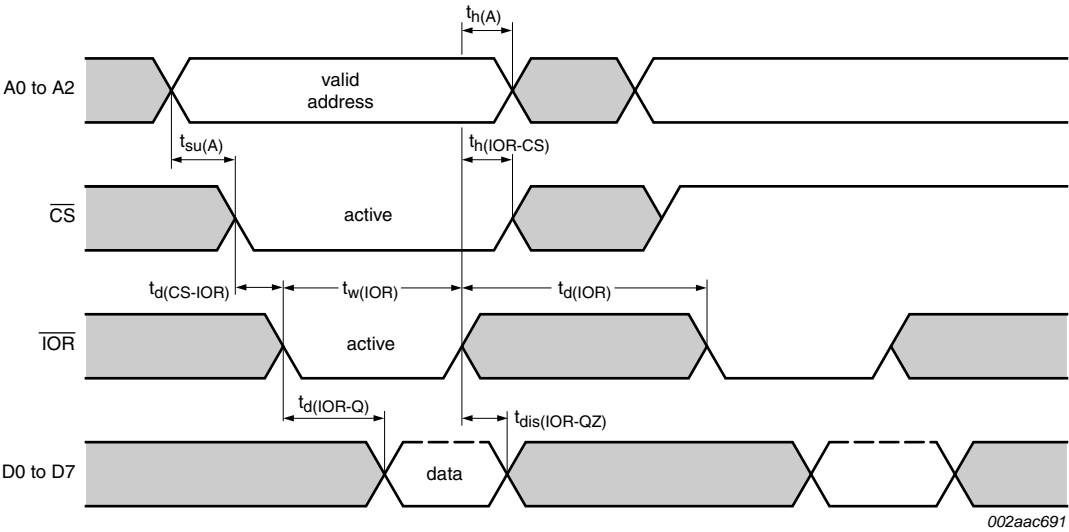 th(A)
A0 to A2
valid
address
tsu(A)
th(IOR-CS)
CS
active
td(CS-IOR)
tw(IOR)
td(IOR)
IOR
active
td(IOR-Q)
tdis(IOR-QZ)
D0 to D7
data
002aac691